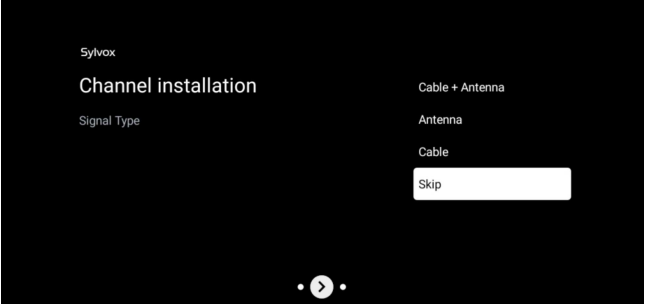 Sylvox
Channel installation
Signal Type
Cable + Antenna
Antenna
Cable
Skip